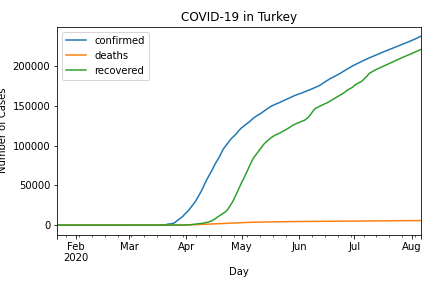 COVID-19 in Turkey
confirmed
deaths
recovered
Number of Cases
200000
150000
100000
50000
0
Feb
2020
Mar
Apr
May
Jun
Jul
Aug
Day